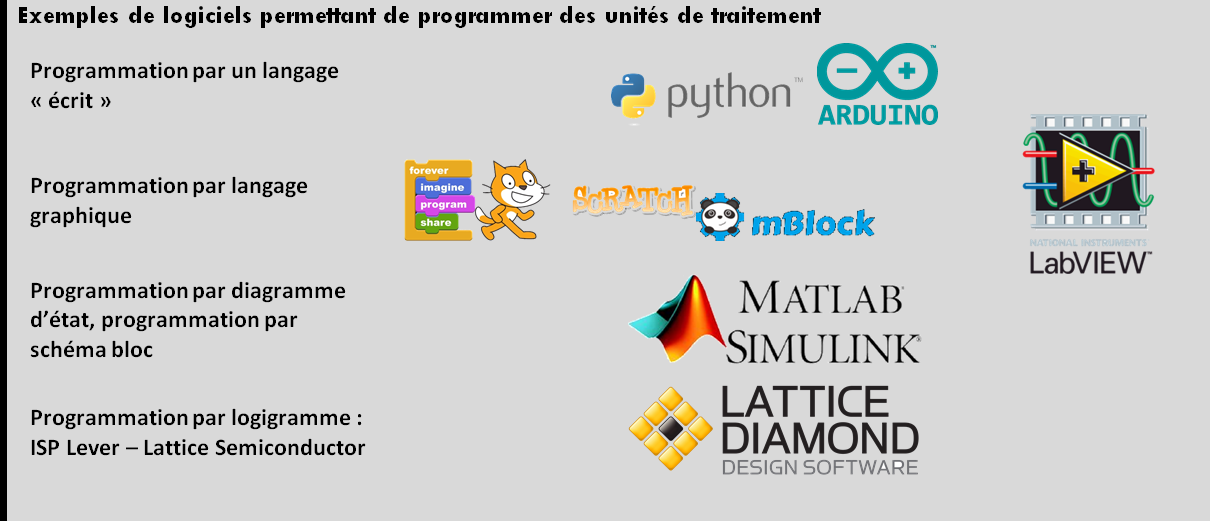 Exemples de logiciels permettant de programmer des unités de traitement
Programmation par un langage
« écrit »
python™
™
ARDUINO
Programmation par langage
graphique
forever
imagine
program
share
SCRATCH
mBlock
NATIONAL INSTRUMENTS
LabVIEW™
Programmation par diagramme
d’état, programmation par
schéma bloc
MATLAB®
SIMULINK®
Programmation par logigramme :
ISP Lever – Lattice Semiconductor
LATTICE
DIAMOND
DESIGN SOFTWARE